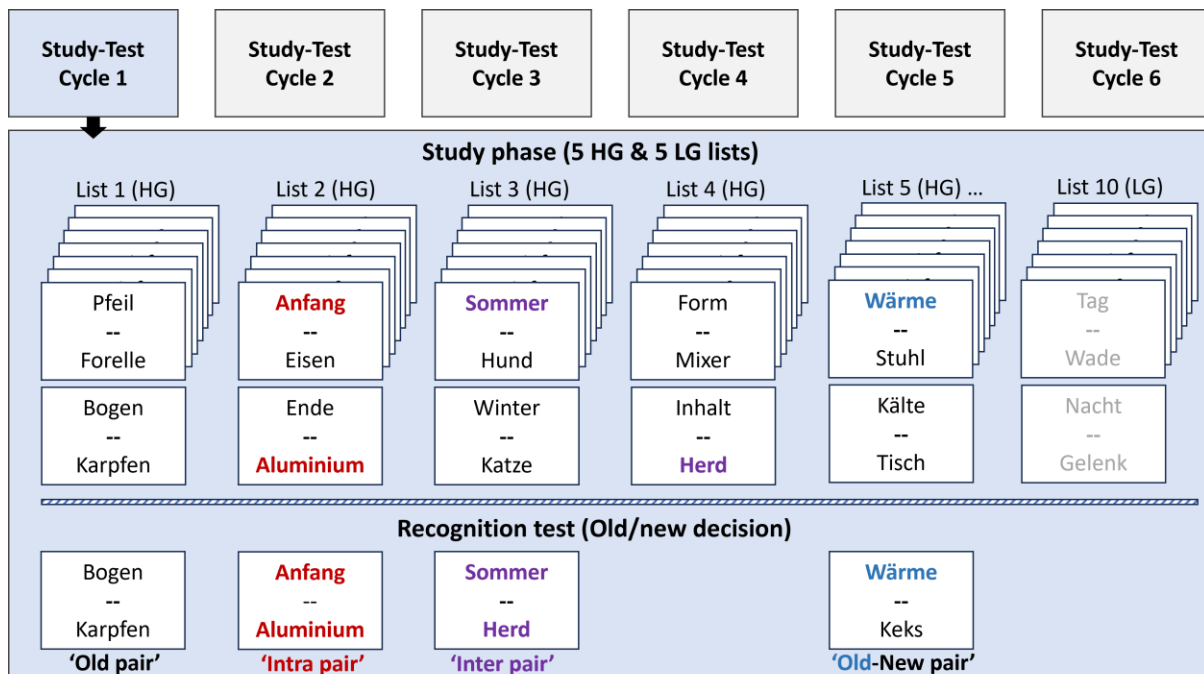 Study-Test
Cycle 1
Study-Test
Cycle 2
Study-Test
Cycle 3
Study-Test
Cycle 4
Study-Test
Cycle 5
Study-Test
Cycle 6
Study phase (5 HG & 5 LG lists)
List 1 (HG)
List 2 (HG)
List 3 (HG)
List 4 (HG)
List 5 (HG) ...
List 10 (LG)
Pfeil
--
Forelle
Anfang
--
Eisen
Sommer
--
Hund
Form
--
Mixer
Wärme
--
Stuhl
Tag
--
Wade
Bogen
--
Karpfen
Ende
--
Aluminium
Winter
--
Katze
Inhalt
--
Herd
Kälte
--
Tisch
Nacht
--
Gelenk
Recognition test (Old/new decision)
Bogen
--
Karpfen
'Old pair'
Anfang
--
Aluminium
'Intra pair'
Sommer
--
Herd
'Inter pair'
Wärme
--
Keks
'Old-New pair'